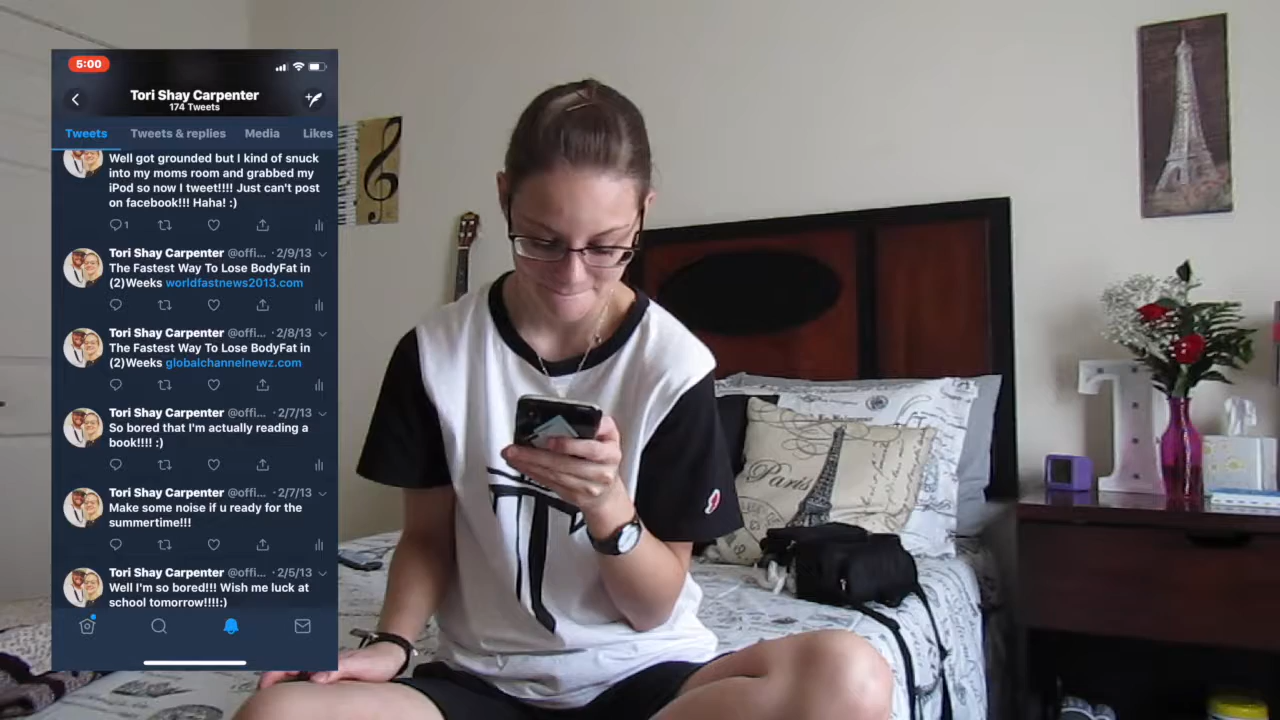 5:00
Tori Shay Carpenter
174 Tweets
Tweets Tweets & replies Media Likes
Well got grounded but I kind of snuck
into my moms room and grabbed my
iPod so now I tweet!!!! Just can't post
on facebook!!! Haha! :)
1
Tori Shay Carpenter @offi... · 2/9/13
The Fastest Way To Lose BodyFat in
(2)Weeks worldfastnews2013.com
Tori Shay Carpenter @offi... · 2/8/13
The Fastest Way To Lose BodyFat in
(2)Weeks globalchannelnewz.com
Tori Shay Carpenter @offi... · 2/7/13
So bored that I'm actually reading a
book!!!! :)
Tori Shay Carpenter @offi... · 2/7/13
Make some noise if u ready for the
summertime!!!
Tori Shay Carpenter @offi... · 2/5/13
Well I'm so bored!!! Wish me luck at
school tomorrow!!!!:)
Paris
T